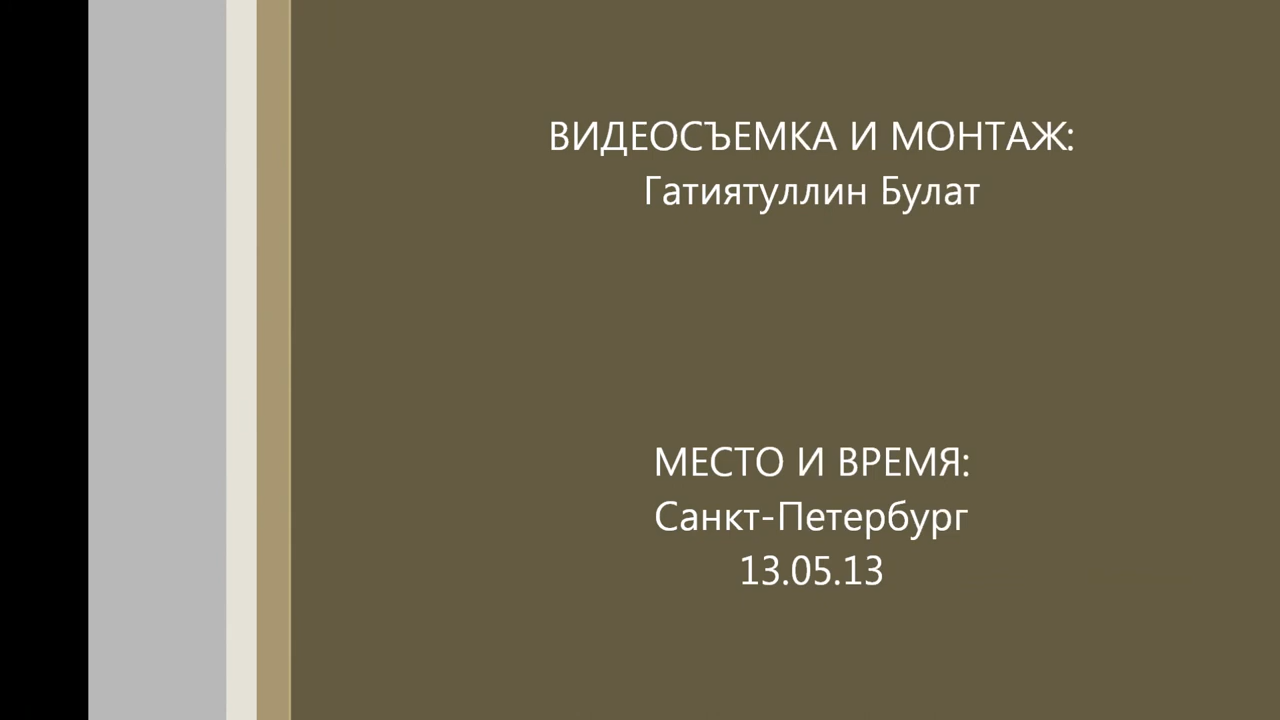 ВИДЕОСЪЕМКА И МОНТАЖ:
Гатиятуллин Булат
МЕСТО И ВРЕМЯ:
Санкт-Петербург
13.05.13